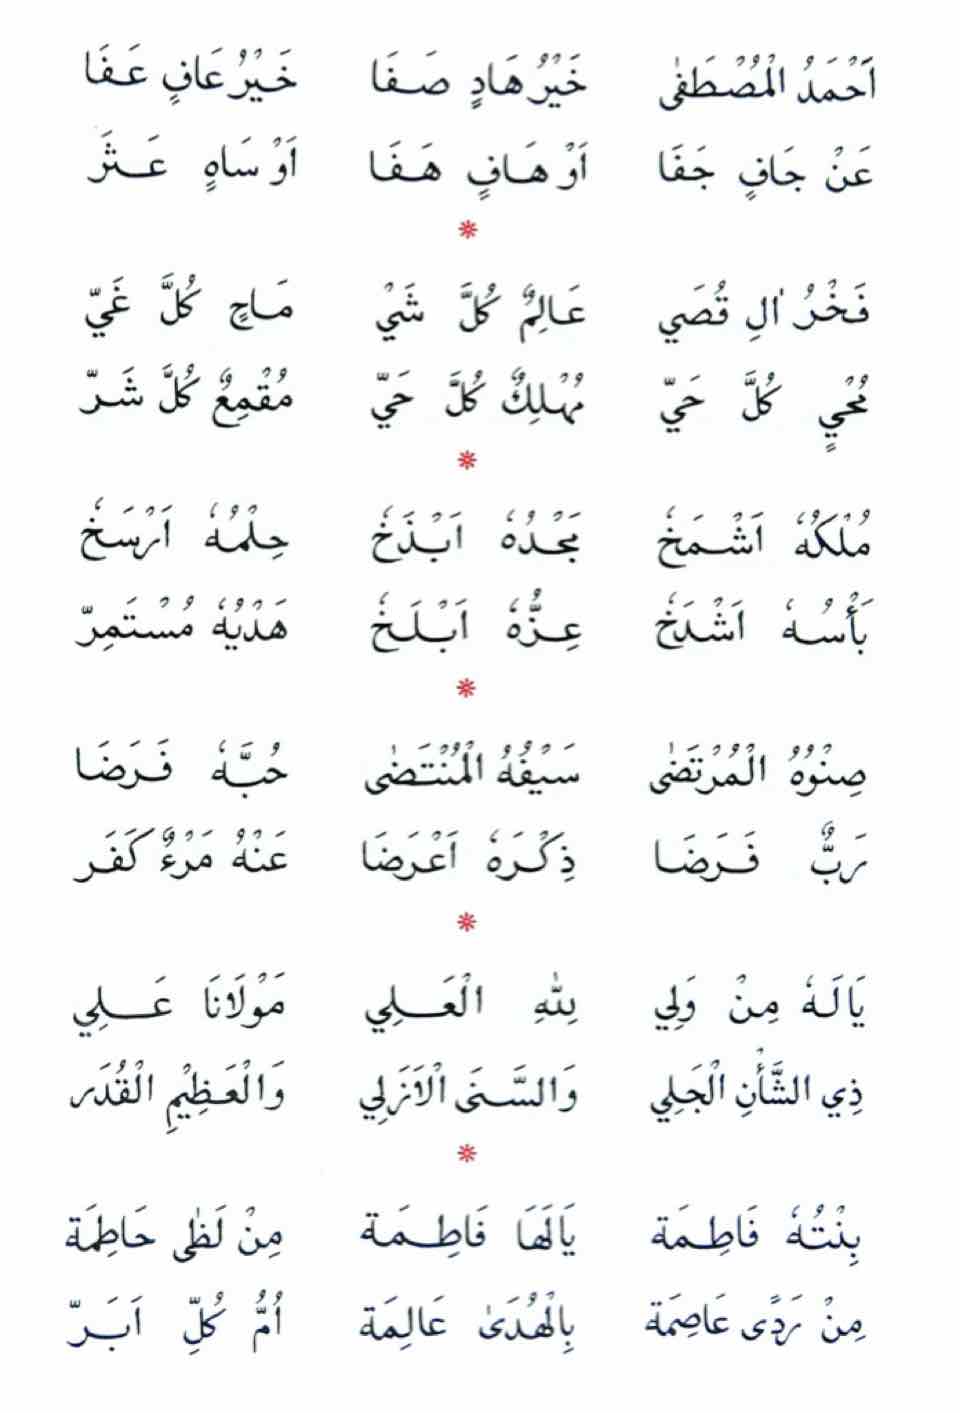 اَحْمَدُ الْمُصْطَفٰى خَيْرُ هَادٍ صَفَا خَيْرُ عَافٍ عَفَا
عَنْ جَافٍ جَفَا اَوْ هَافٍ هَفَا اَوْ سَاهٍ عَثَرَ
فَخْرُ اٰلِ قُصَي عَالِمٌ كُلَّ شَيْ مَاحٍ كُلَّ غَيّ
مُحْيٍ كُلَّ حَيّ مُهْلِكٌ كُلَّ حَيّ مُقْمِعٌ كُلَّ شَرّ
مُلْكُهٗ اَشْمَخْ مَجْدُهٗ اَبْذَخْ حِلْمُهٗ اَرْسَخْ
بَأْسُهٗ اَشْدَخْ عِزُّهٗ اَبْلَخْ هَدْيُهٗ مُسْتَمِرّ
صِنْوُهُ الْمُرْتَضٰى سَيْفُهُ الْمُنْتَضٰى حُبَّهٗ فَرَضَا
رَبٌّ فَرَضَا ذِكْرَهٗ اَعْرَضَا عَنْهُ مَرْءٌ كَفَر
يَالَهٗ مِنْ وَلِي لِلّٰهِ الْعَلِي مَوْلَانَا عَلِي
ذِي الشَّأْنِ الْجَلِي وَالسَّنَى الْاَزَلِي وَالْعَظِيْمِ الْقُدَر
بِنْتُهٗ فَاطِمَة يَالَهَا فَاطِمَة مِنْ لَظٰى حَاطِمَة
مِنْ رَدًى عَاصِمَة بِالْهُدَىٰ عَالِمَة اُمُّ كُلِّ اَبَرّ